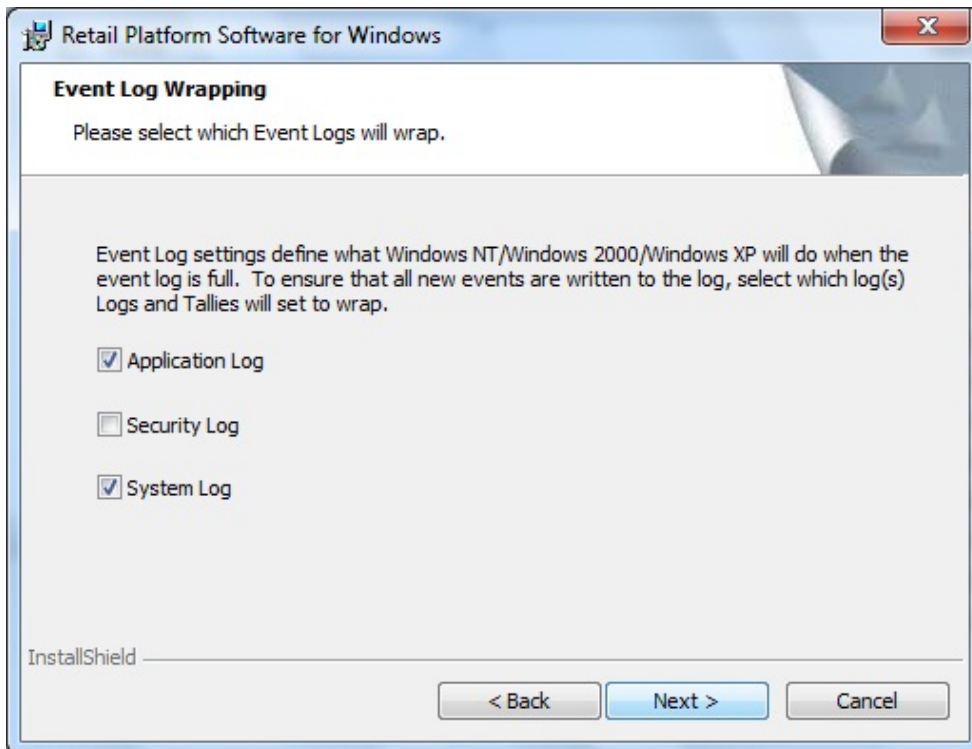 Retail Platform Software for Windows
Event Log Wrapping
Please select which Event Logs will wrap.
Event Log settings define what Windows NT/Windows 2000/Windows XP will do when the
event log is full.  To ensure that all new events are written to the log, select which log(s)
Logs and Tallies will set to wrap.
Application Log
Security Log
System Log
InstallShield
< Back Next > Cancel